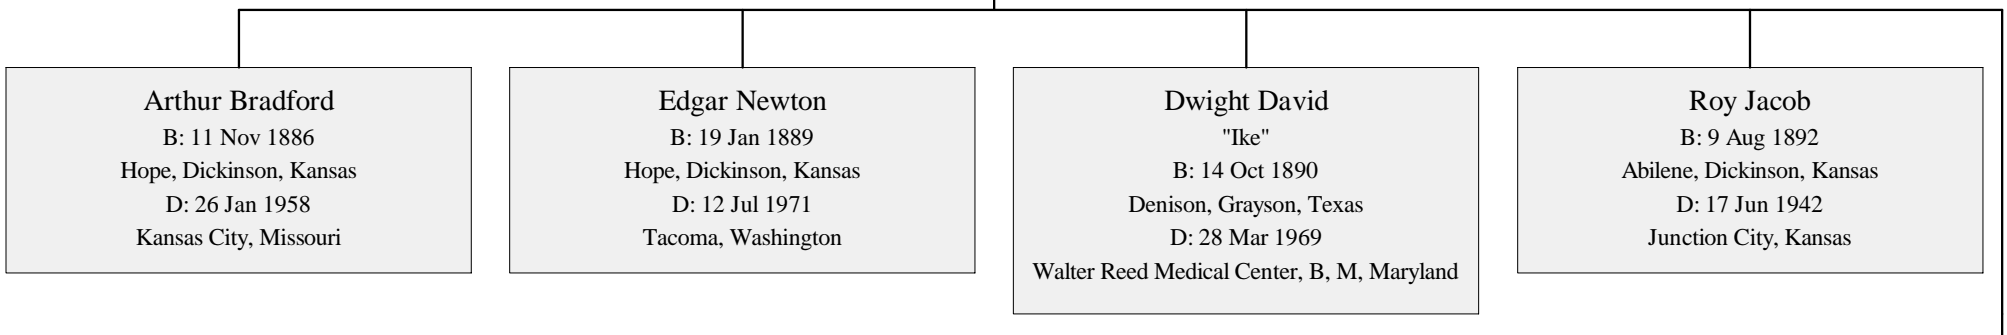 Arthur Bradford
B: 11 Nov 1886
Hope, Dickinson, Kansas
D: 26 Jan 1958
Kansas City, Missouri
Edgar Newton
B: 19 Jan 1889
Hope, Dickinson, Kansas
D: 12 Jul 1971
Tacoma, Washington
Dwight David
"Ike"
B: 14 Oct 1890
Denison, Grayson, Texas
D: 28 Mar 1969
Walter Reed Medical Center, B, M, Maryland
Roy Jacob
B: 9 Aug 1892
Abilene, Dickinson, Kansas
D: 17 Jun 1942
Junction City, Kansas